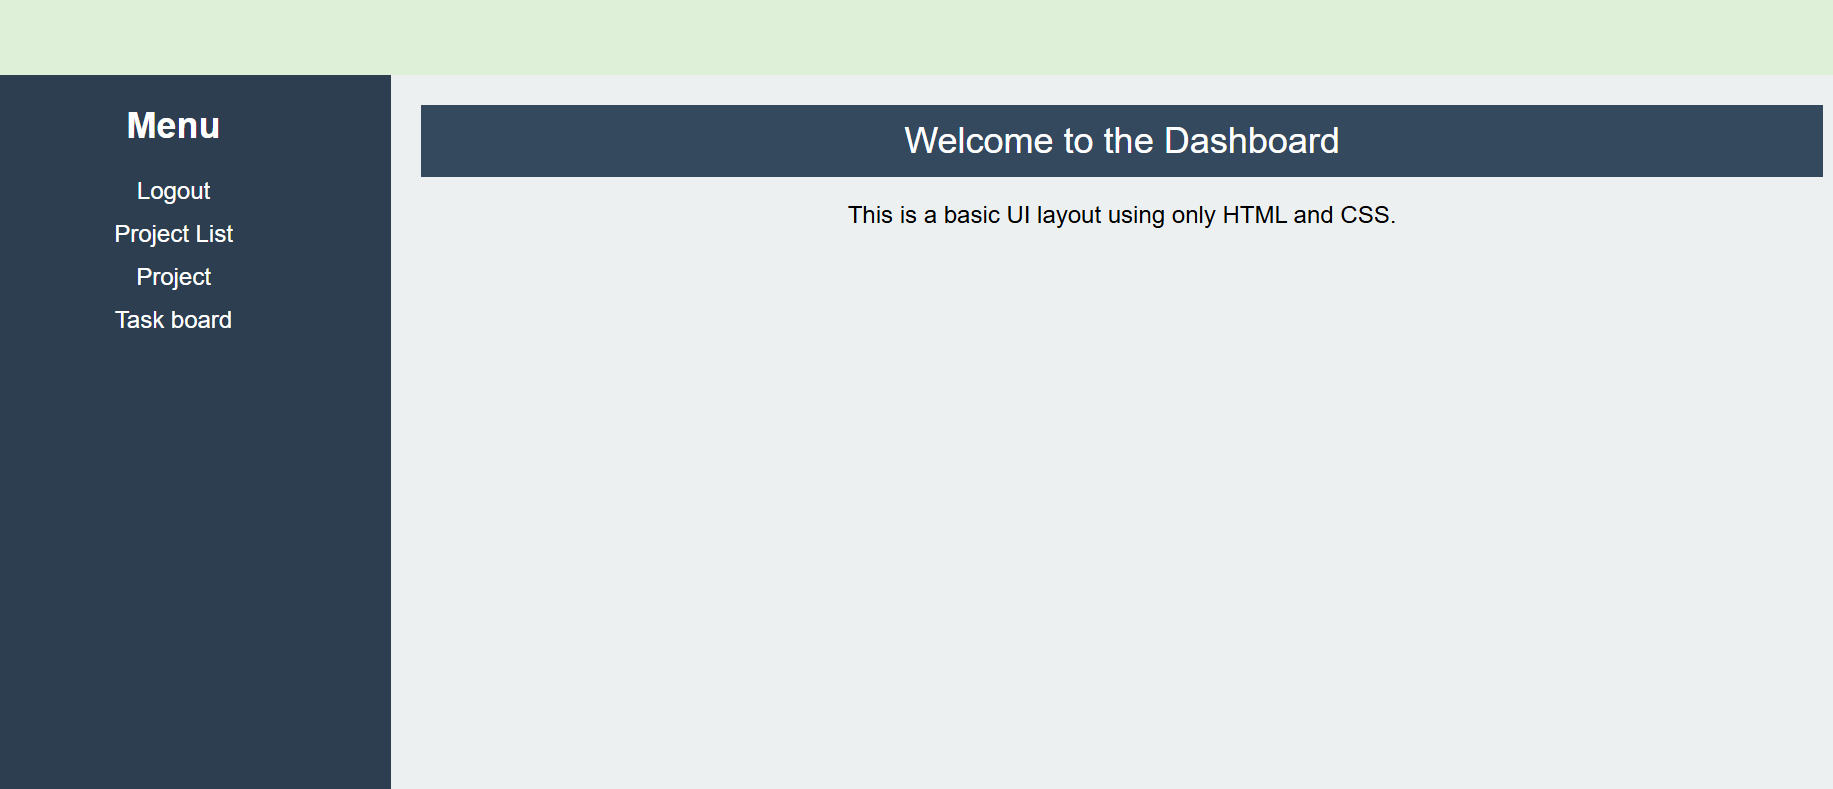 Menu
Logout
Project List
Project
Task board
Welcome to the Dashboard
This is a basic UI layout using only HTML and CSS.